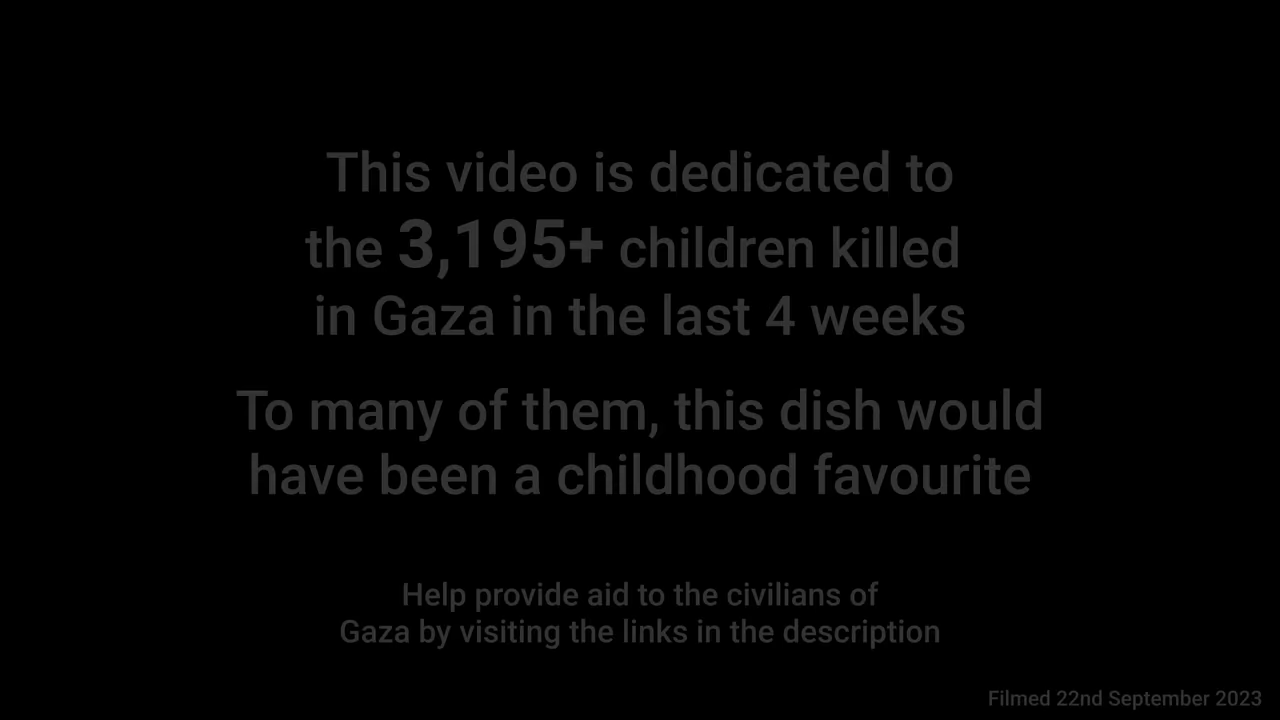 This video is dedicated to
the 3,195+ children killed
in Gaza in the last 4 weeks
To many of them, this dish would
have been a childhood favourite
Help provide aid to the civilians of
Gaza by visiting the links in the description
Filmed 22nd September 2023